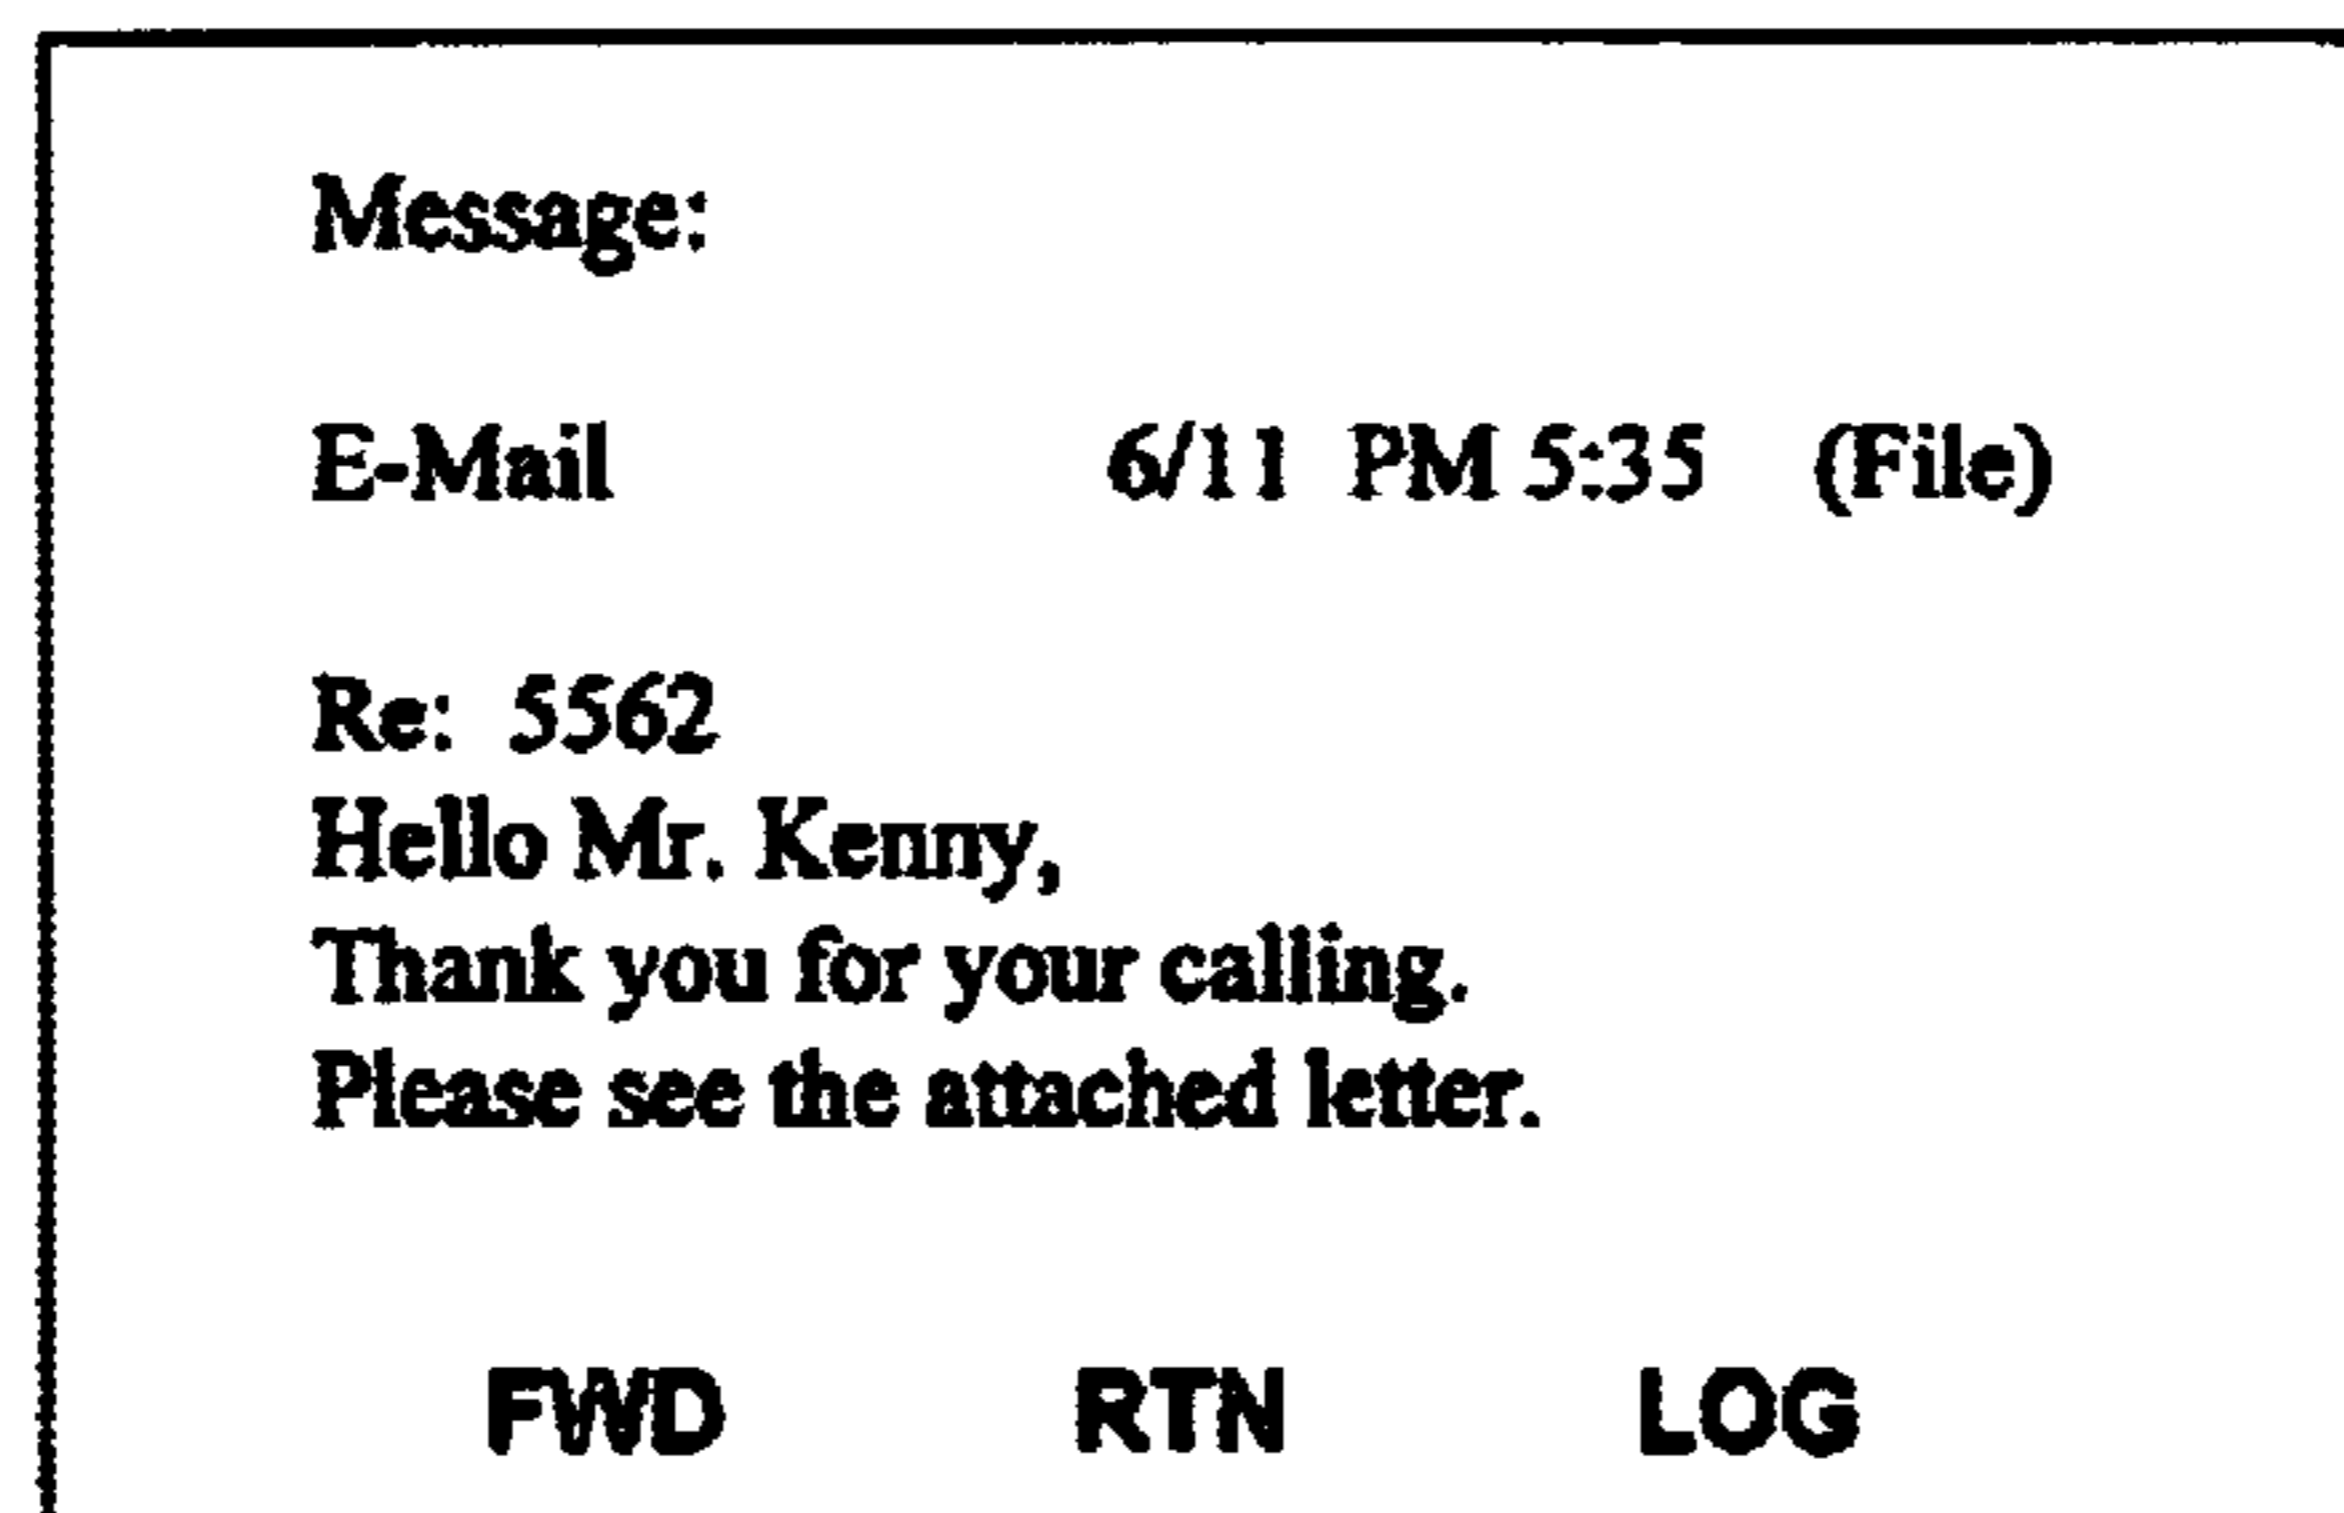 Message:
E-Mail 6/11 PM 5:35 (File)
Re: 5562
Hello Mr. Kenny,
Thank you for your calling.
Please see the attached letter.
FWD RTN LOG